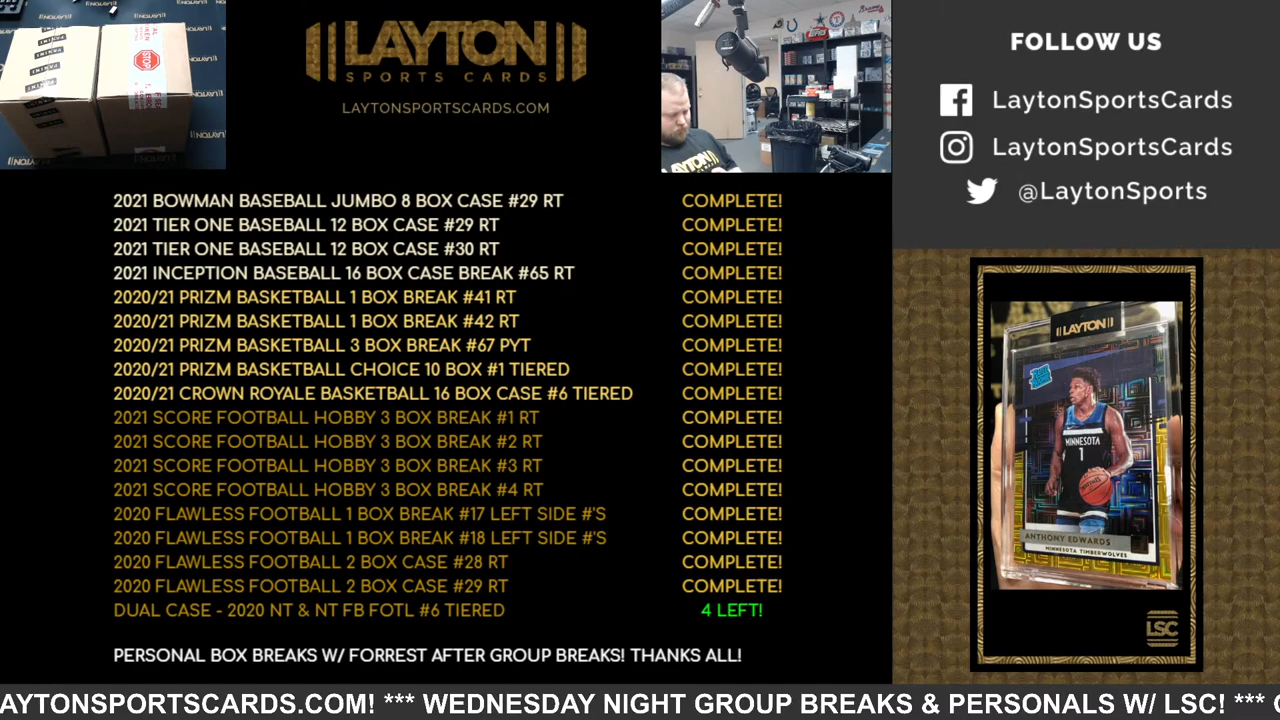 LAYTON
SPORTS CARDS
LAYTONSPORTSCARDS.COM
2021 BOWMAN BASEBALL JUMBO 8 BOX CASE #29 RT COMPLETE!
2021 TIER ONE BASEBALL 12 BOX CASE #29 RT COMPLETE!
2021 TIER ONE BASEBALL 12 BOX CASE #30 RT COMPLETE!
2021 INCEPTION BASEBALL 16 BOX CASE BREAK #65 RT COMPLETE!
2020/21 PRIZM BASKETBALL 1 BOX BREAK #41 RT COMPLETE!
2020/21 PRIZM BASKETBALL 1 BOX BREAK #42 RT COMPLETE!
2020/21 PRIZM BASKETBALL 3 BOX BREAK #67 PYT COMPLETE!
2020/21 PRIZM BASKETBALL CHOICE 10 BOX #1 TIERED COMPLETE!
2020/21 CROWN ROYALE BASKETBALL 16 BOX CASE #6 TIERED COMPLETE!
2021 SCORE FOOTBALL HOBBY 3 BOX BREAK #1 RT COMPLETE!
2021 SCORE FOOTBALL HOBBY 3 BOX BREAK #2 RT COMPLETE!
2021 SCORE FOOTBALL HOBBY 3 BOX BREAK #3 RT COMPLETE!
2021 SCORE FOOTBALL HOBBY 3 BOX BREAK #4 RT COMPLETE!
2020 FLAWLESS FOOTBALL 1 BOX BREAK #17 LEFT SIDE #'S COMPLETE!
2020 FLAWLESS FOOTBALL 1 BOX BREAK #18 LEFT SIDE #'S COMPLETE!
2020 FLAWLESS FOOTBALL 2 BOX CASE #28 RT COMPLETE!
2020 FLAWLESS FOOTBALL 2 BOX CASE #29 RT COMPLETE!
DUAL CASE - 2020 NT & NT FB FOTL #6 TIERED 4 LEFT!
PERSONAL BOX BREAKS W/ FORREST AFTER GROUP BREAKS! THANKS ALL!
FOLLOW US
LaytonSportsCards
LaytonSportsCards
@LaytonSports
LAYTON
MINNESOTA
1
ANTHONY EDWARDS
MINNESOTA TIMBERWOLVES
LSC
STOP
LAYTON
AYTONSPORTSCARDS.COM! *** WEDNESDAY NIGHT GROUP BREAKS & PERSONALS W/ LSC! ***